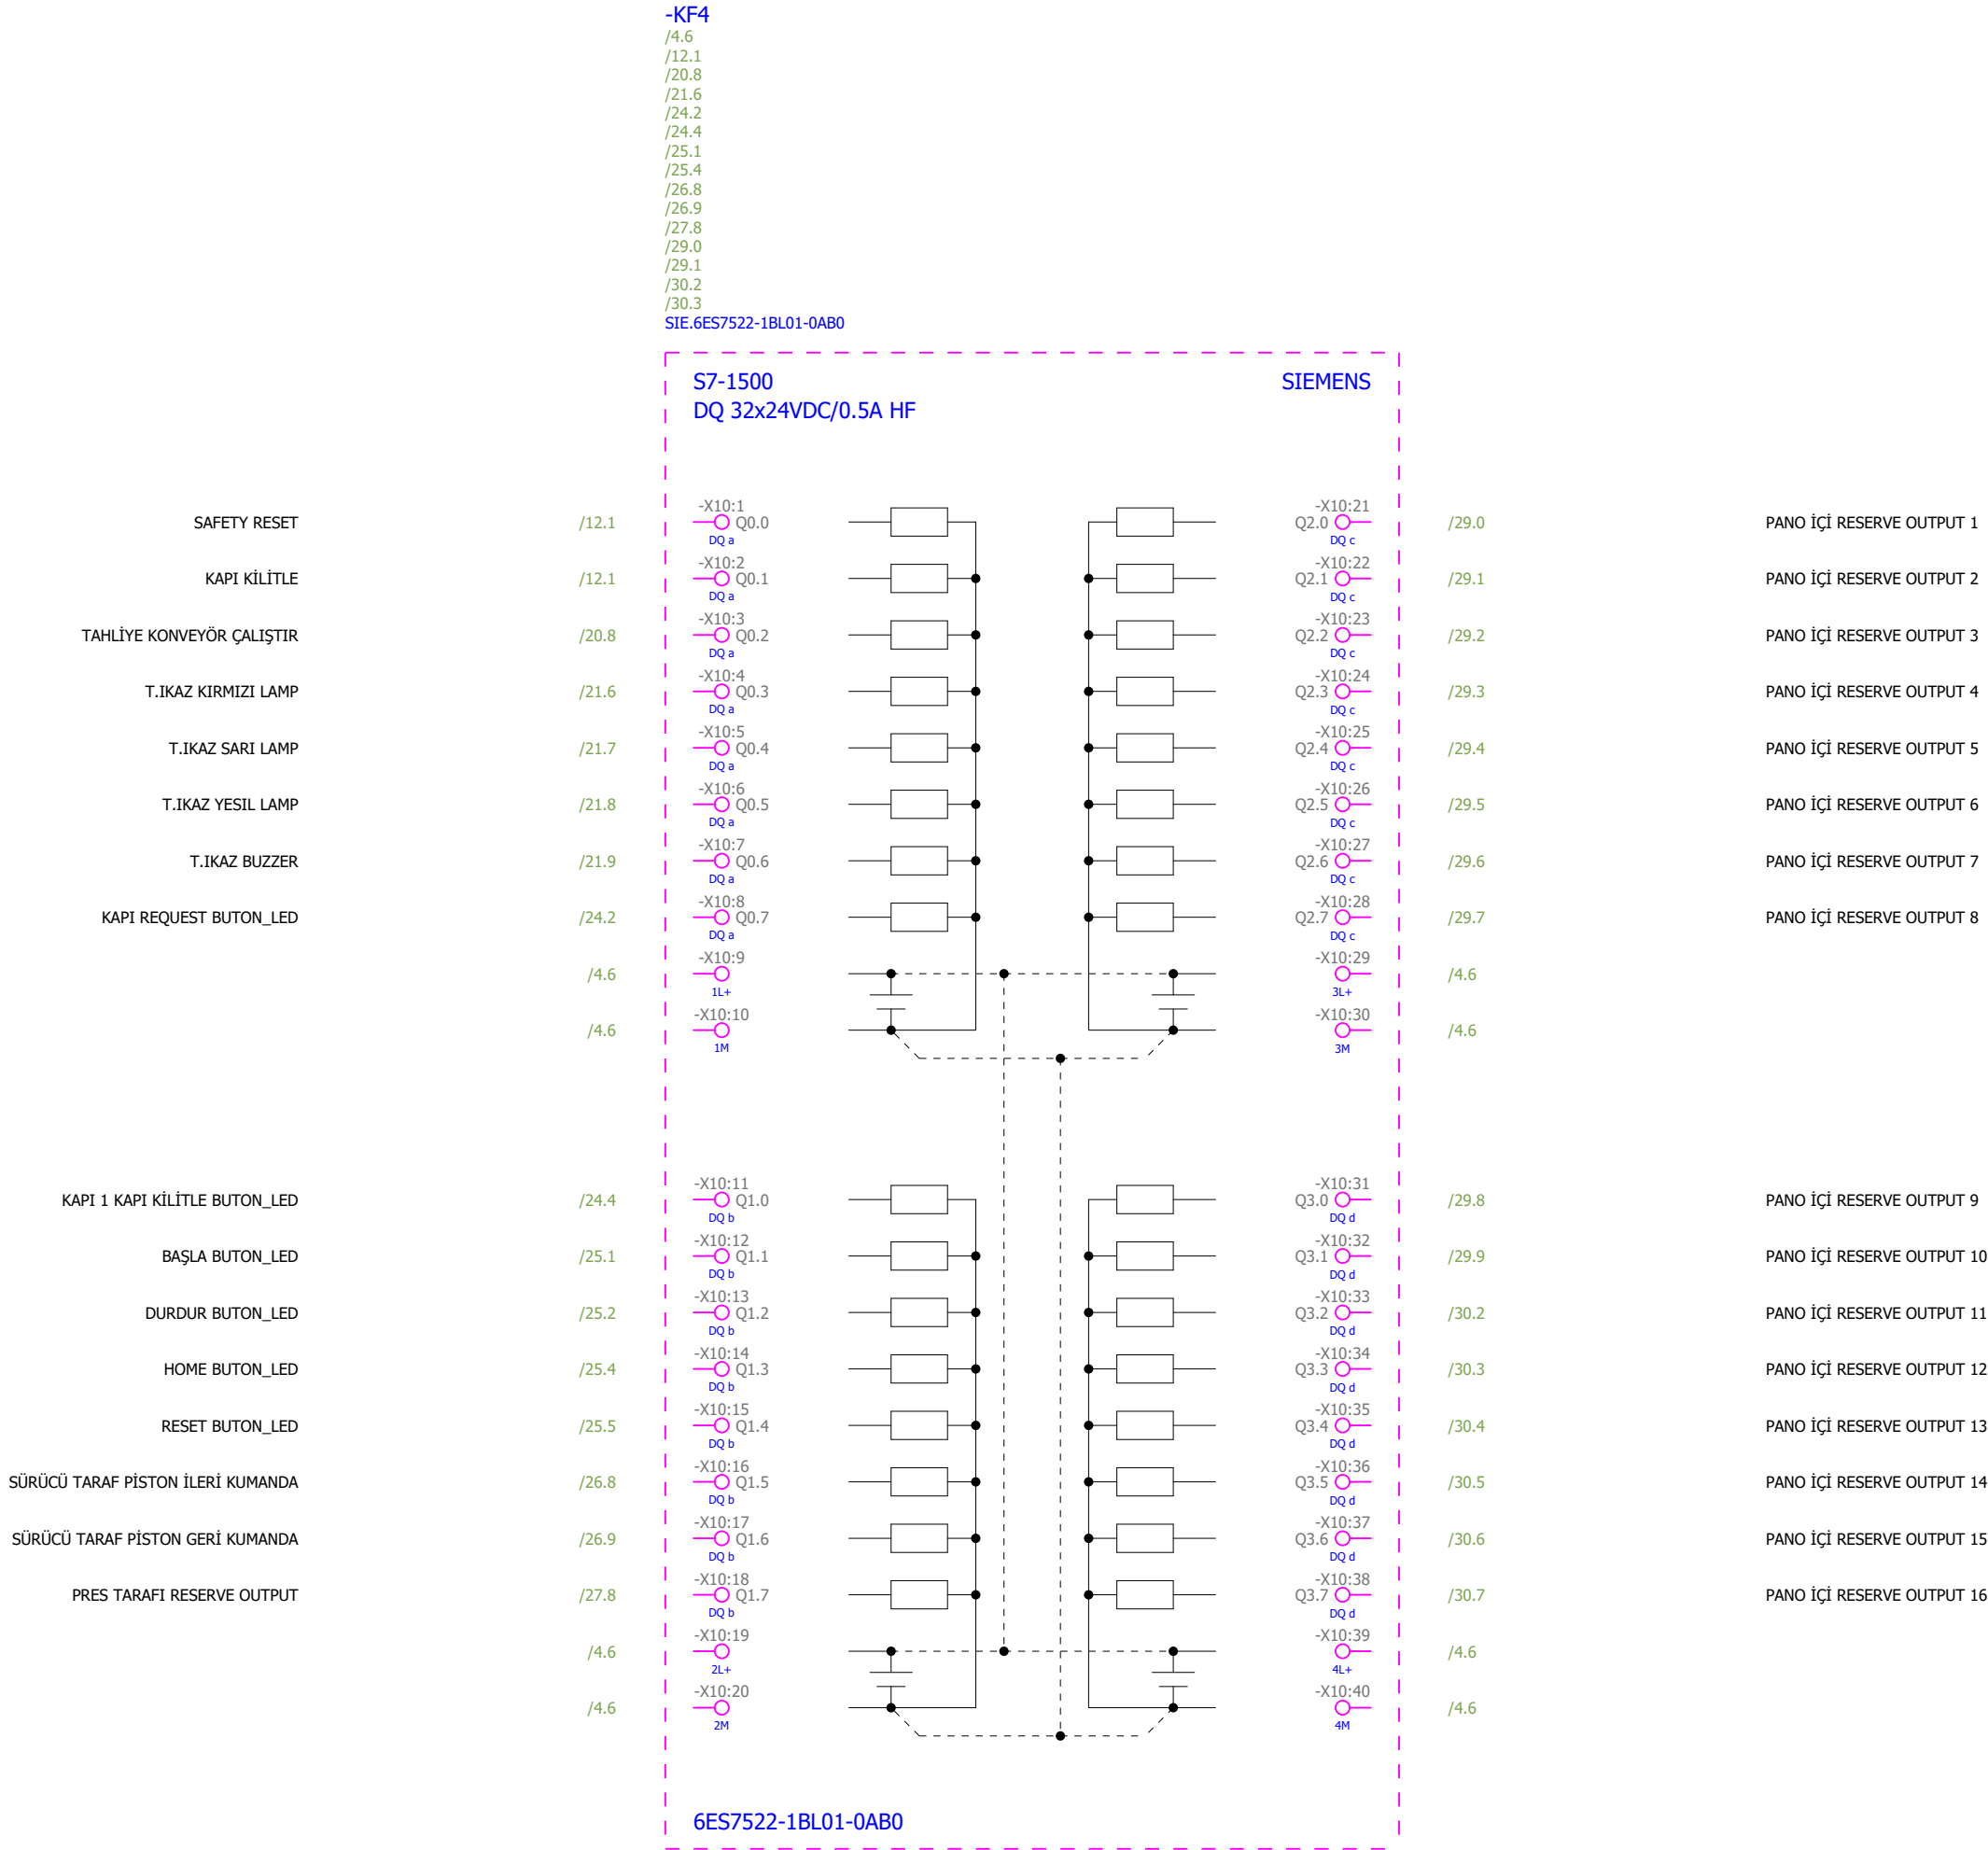 -KF4
/4.6
/12.1
/20.8
/21.6
/24.2
/24.4
/25.1
/25.4
/26.8
/26.9
/27.8
/29.0
/29.1
/30.2
/30.3
SIE.6ES7522-1BL01-0AB0
S7-1500 SIEMENS
DQ 32x24VDC/0.5A HF
-X10:1 -X10:21
SAFETY RESET /12.1 Q0.0 Q2.0 /29.0 PANO İÇİ RESERVE OUTPUT 1
DQ a DQ c
-X10:2 -X10:22
KAPI KİLİTLE /12.1 Q0.1 Q2.1 /29.1 PANO İÇİ RESERVE OUTPUT 2
DQ a DQ c
-X10:3 -X10:23
TAHLİYE KONVEYÖR ÇALIŞTIR /20.8 Q0.2 Q2.2 /29.2 PANO İÇİ RESERVE OUTPUT 3
DQ a DQ c
-X10:4 -X10:24
T.IKAZ KIRMIZI LAMP /21.6 Q0.3 Q2.3 /29.3 PANO İÇİ RESERVE OUTPUT 4
DQ a DQ c
-X10:5 -X10:25
T.IKAZ SARI LAMP /21.7 Q0.4 Q2.4 /29.4 PANO İÇİ RESERVE OUTPUT 5
DQ a DQ c
-X10:6 -X10:26
T.IKAZ YESIL LAMP /21.8 Q0.5 Q2.5 /29.5 PANO İÇİ RESERVE OUTPUT 6
DQ a DQ c
-X10:7 -X10:27
T.IKAZ BUZZER /21.9 Q0.6 Q2.6 /29.6 PANO İÇİ RESERVE OUTPUT 7
DQ a DQ c
-X10:8 -X10:28
KAPI REQUEST BUTON_LED /24.2 Q0.7 Q2.7 /29.7 PANO İÇİ RESERVE OUTPUT 8
DQ a DQ c
-X10:9 -X10:29
/4.6 /4.6
1L+ 3L+
-X10:10 -X10:30
/4.6 /4.6
1M 3M
-X10:11 -X10:31
KAPI 1 KAPI KİLİTLE BUTON_LED /24.4 Q1.0 Q3.0 /29.8 PANO İÇİ RESERVE OUTPUT 9
DQ b DQ d
-X10:12 -X10:32
BAŞLA BUTON_LED /25.1 Q1.1 Q3.1 /29.9 PANO İÇİ RESERVE OUTPUT 10
DQ b DQ d
-X10:13 -X10:33
DURDUR BUTON_LED /25.2 Q1.2 Q3.2 /30.2 PANO İÇİ RESERVE OUTPUT 11
DQ b DQ d
-X10:14 -X10:34
HOME BUTON_LED /25.4 Q1.3 Q3.3 /30.3 PANO İÇİ RESERVE OUTPUT 12
DQ b DQ d
-X10:15 -X10:35
RESET BUTON_LED /25.5 Q1.4 Q3.4 /30.4 PANO İÇİ RESERVE OUTPUT 13
DQ b DQ d
-X10:16 -X10:36
SÜRÜCÜ TARAF PİSTON İLERİ KUMANDA /26.8 Q1.5 Q3.5 /30.5 PANO İÇİ RESERVE OUTPUT 14
DQ b DQ d
-X10:17 -X10:37
SÜRÜCÜ TARAF PİSTON GERİ KUMANDA /26.9 Q1.6 Q3.6 /30.6 PANO İÇİ RESERVE OUTPUT 15
DQ b DQ d
-X10:18 -X10:38
PRES TARAFI RESERVE OUTPUT /27.8 Q1.7 Q3.7 /30.7 PANO İÇİ RESERVE OUTPUT 16
DQ b DQ d
-X10:19 -X10:39
/4.6 /4.6
2L+ 4L+
-X10:20 -X10:40
/4.6 /4.6
2M 4M
6ES7522-1BL01-0AB0